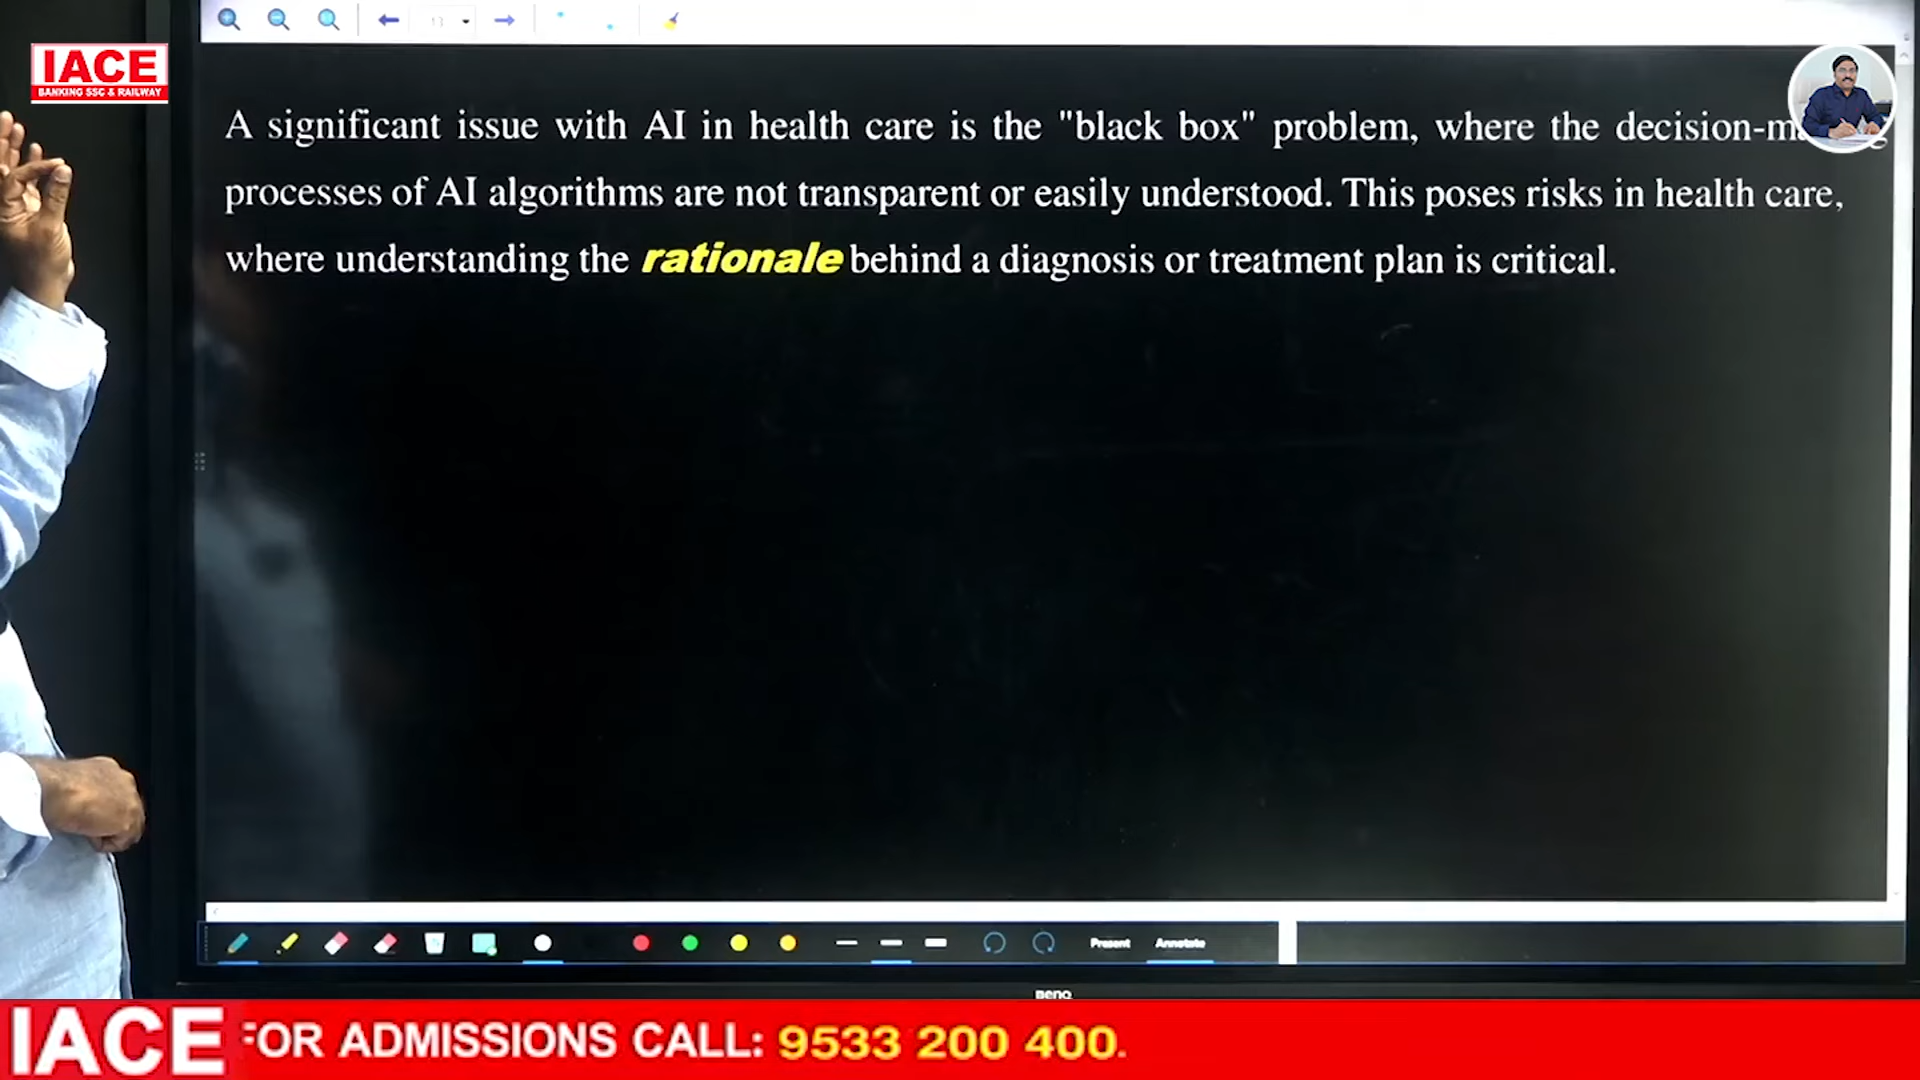 13
IACE
BANKING SSC & RAILWAY
A significant issue with AI in health care is the "black box" problem, where the
processes of AI algorithms are not transparent or easily understood. This poses risks in health care,
where understanding the rationale behind a diagnosis or treatment plan is critical.
Present Annotate
BenQ
IACE FOR ADMISSIONS CALL: 9533 200 400.